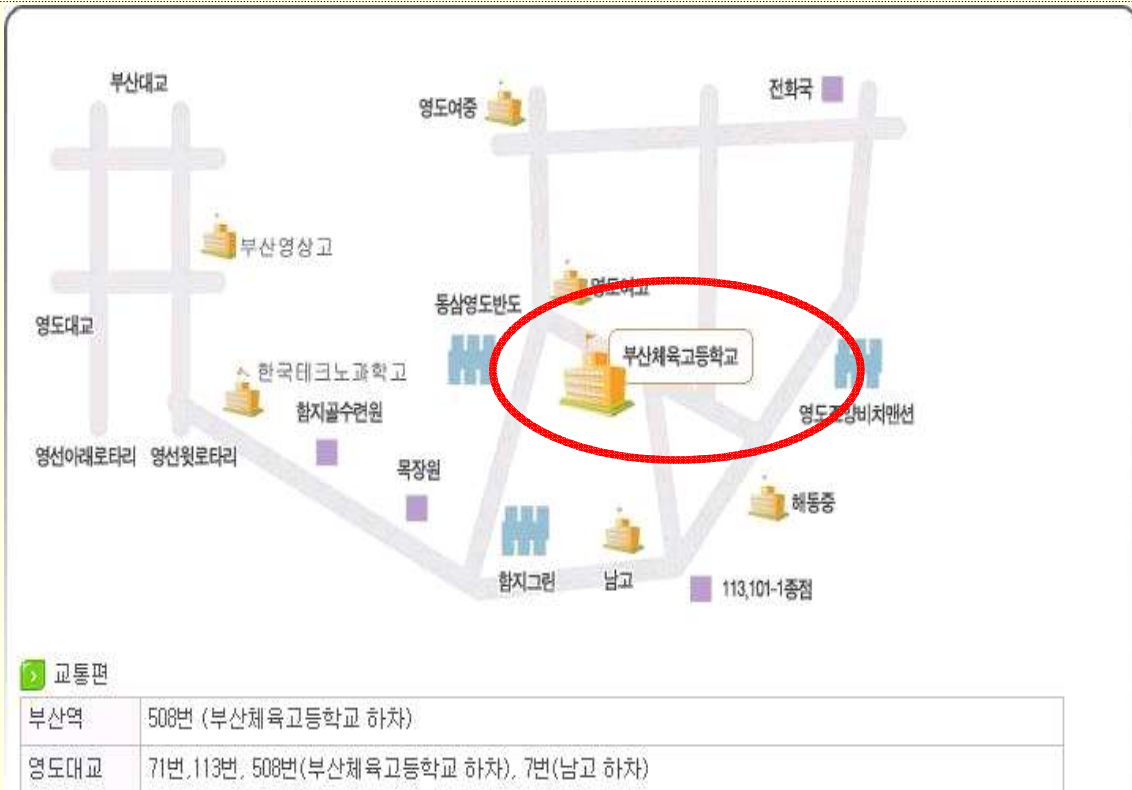 부산대교
영도여중
전화국
부산영상고
동삼영도반도
영도여고
영도대교
한국테크노과학고
부산체육고등학교
함지골수련원
영도조양비치맨션
영선아래로타리 영선윗로타리
목장원
해동중
함지그린
남고
113,101-1종점
교통편
부산역 508번 (부산체육고등학교 하차)
영도대교 71번,113번, 508번(부산체육고등학교 하차), 7번(남고 하차)